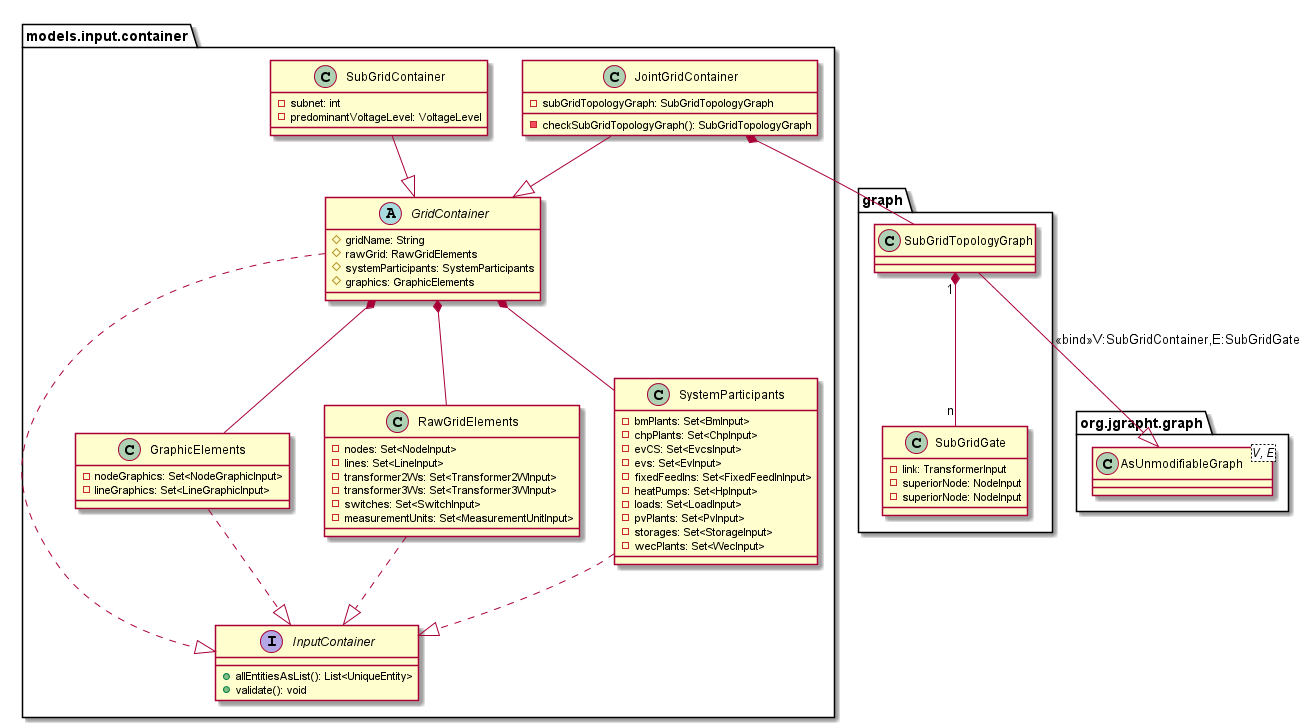 models.input.container
C SubGridContainer
subnet: int
predominantVoltageLevel: VoltageLevel
C JointGridContainer
subGridTopologyGraph: SubGridTopologyGraph
checkSubGridTopologyGraph(): SubGridTopologyGraph
A GridContainer
gridName: String
rawGrid: RawGridElements
systemParticipants: SystemParticipants
graphics: GraphicElements
graph
C SubGridTopologyGraph
1
n
«bind»V:SubGridContainer,E:SubGridGate
C GraphicElements
nodeGraphics: Set<NodeGraphicInput>
lineGraphics: Set<LineGraphicInput>
C RawGridElements
nodes: Set<NodeInput>
lines: Set<LineInput>
transformer2Ws: Set<Transformer2WInput>
transformer3Ws: Set<Transformer3WInput>
switches: Set<SwitchInput>
measurementUnits: Set<MeasurementUnitInput>
C SystemParticipants
bmPlants: Set<BmInput>
chpPlants: Set<ChpInput>
evCS: Set<EvcsInput>
evs: Set<EvInput>
fixedFeedIns: Set<FixedFeedInInput>
heatPumps: Set<HpInput>
loads: Set<LoadInput>
pvPlants: Set<PvInput>
storages: Set<StorageInput>
wecPlants: Set<WecInput>
C SubGridGate
link: TransformerInput
superiorNode: NodeInput
superiorNode: NodeInput
org.jgrapht.graph
C AsUnmodifiableGraph
V, E
I InputContainer
allEntitiesAsList(): List<UniqueEntity>
validate(): void